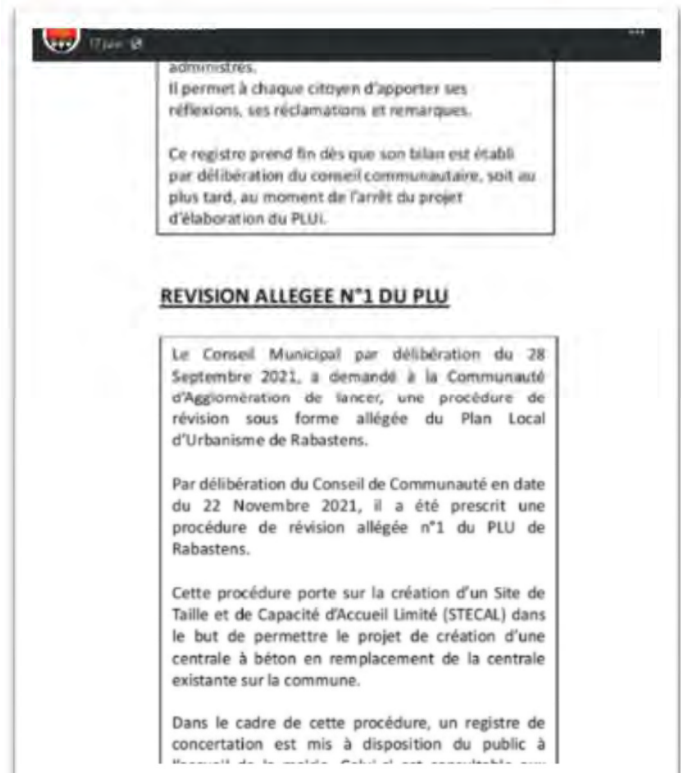 17 juin
administrés.
Il permet à chaque citoyen d'apporter ses
réflexions, ses réclamations et remarques.
Ce registre prend fin dès que son bilan est établi
par délibération du conseil communautaire, soit au
plus tard, au moment de l'arrêt du projet
d'élaboration du PLUi.
REVISION ALLEGEE N°1 DU PLU
Le Conseil Municipal par délibération du 28
Septembre 2021, a demandé à la Communauté
d'Agglomération de lancer, une procédure de
révision sous forme allégée du Plan Local
d'Urbanisme de Rabastens.
Par délibération du Conseil de Communauté en date
du 22 Novembre 2021, il a été prescrit une
procédure de révision allégée n°1 du PLU de
Rabastens.
Cette procédure porte sur la création d'un Site de
Taille et de Capacité d'Accueil Limité (STECAL) dans
le but de permettre le projet de création d'une
centrale à béton en remplacement de la centrale
existante sur la commune.
Dans le cadre de cette procédure, un registre de
concertation est mis à disposition du public à